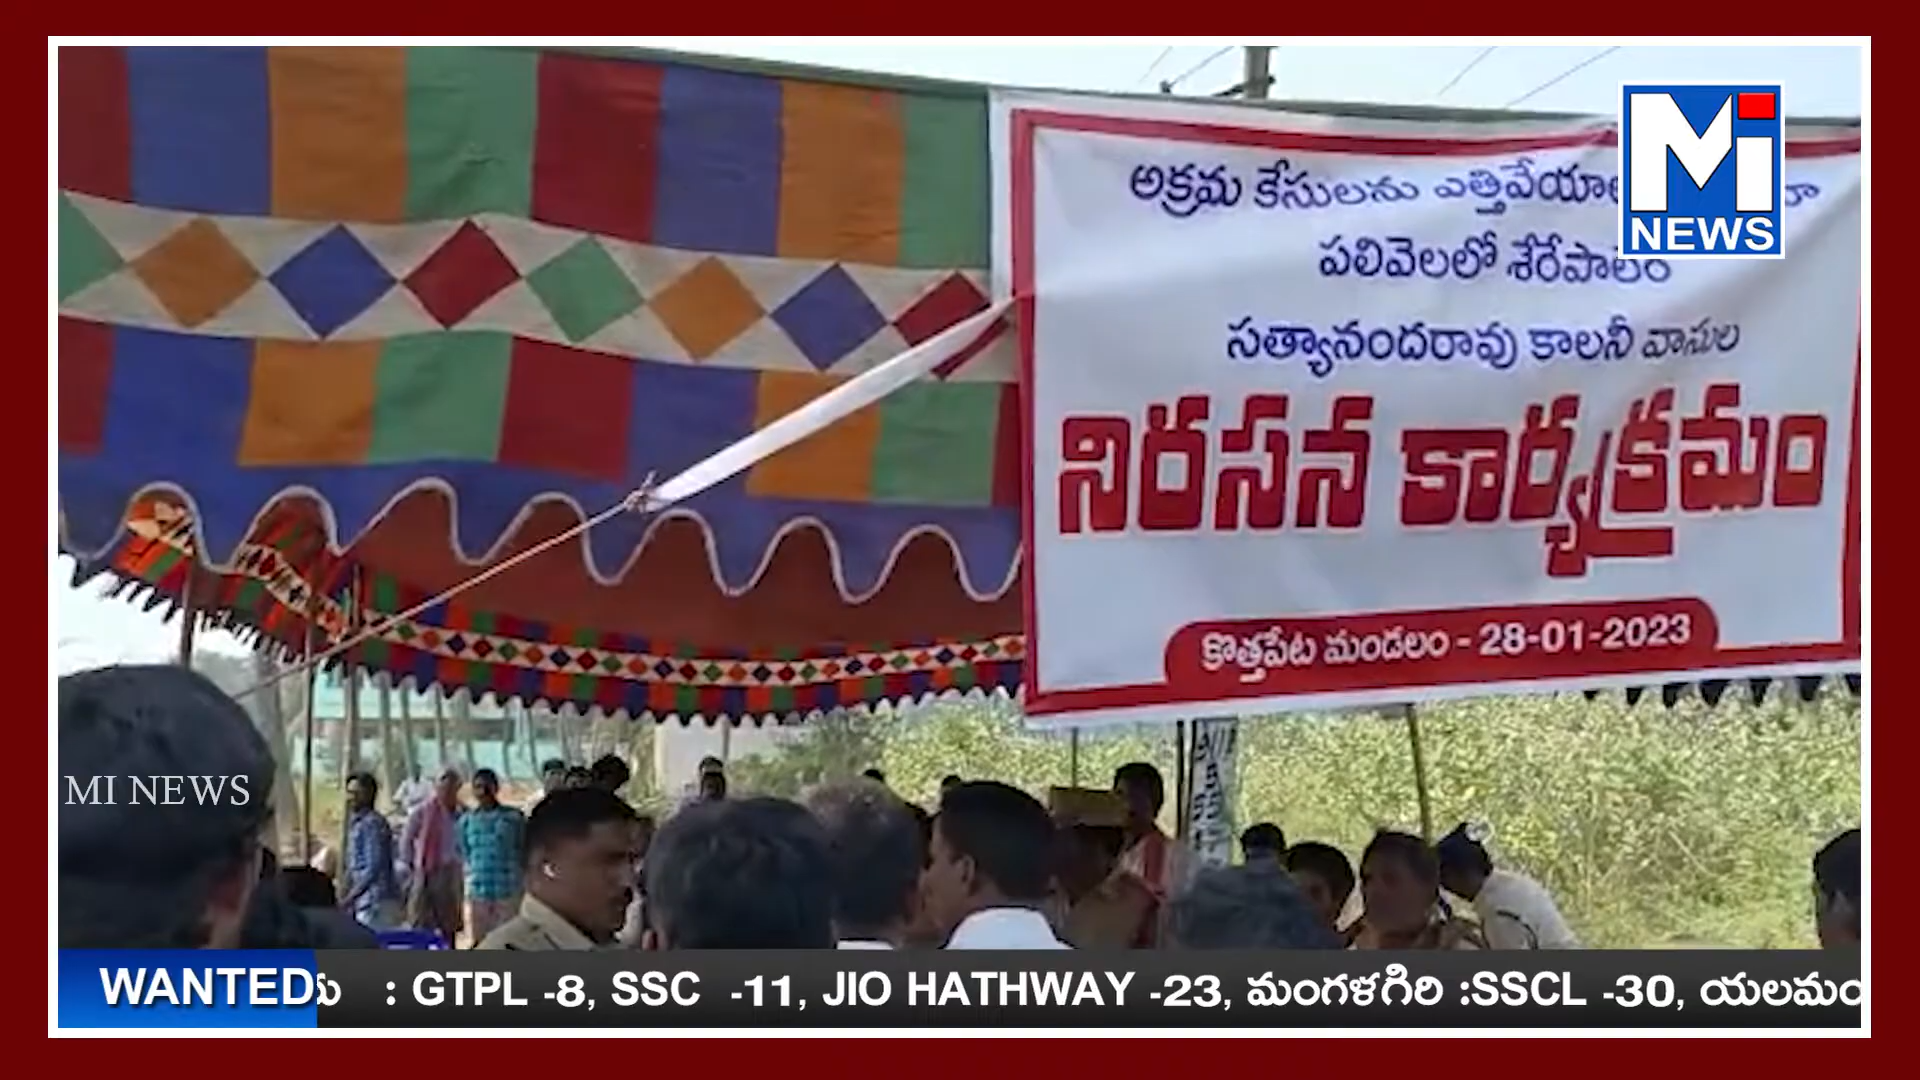 అక్రమ కేసులను
పలివెలలో శేరేపాలెం
సత్యానందరావు కాలనీ వాసుల
నిరసన కార్యక్రమం
కొత్తపేట మండలం - 28-01-2023
Mi
NEWS
MI NEWS
WANTED : GTPL -8, SSC -11, JIO HATHWAY -23, మంగళగిరి :SSCL -30,